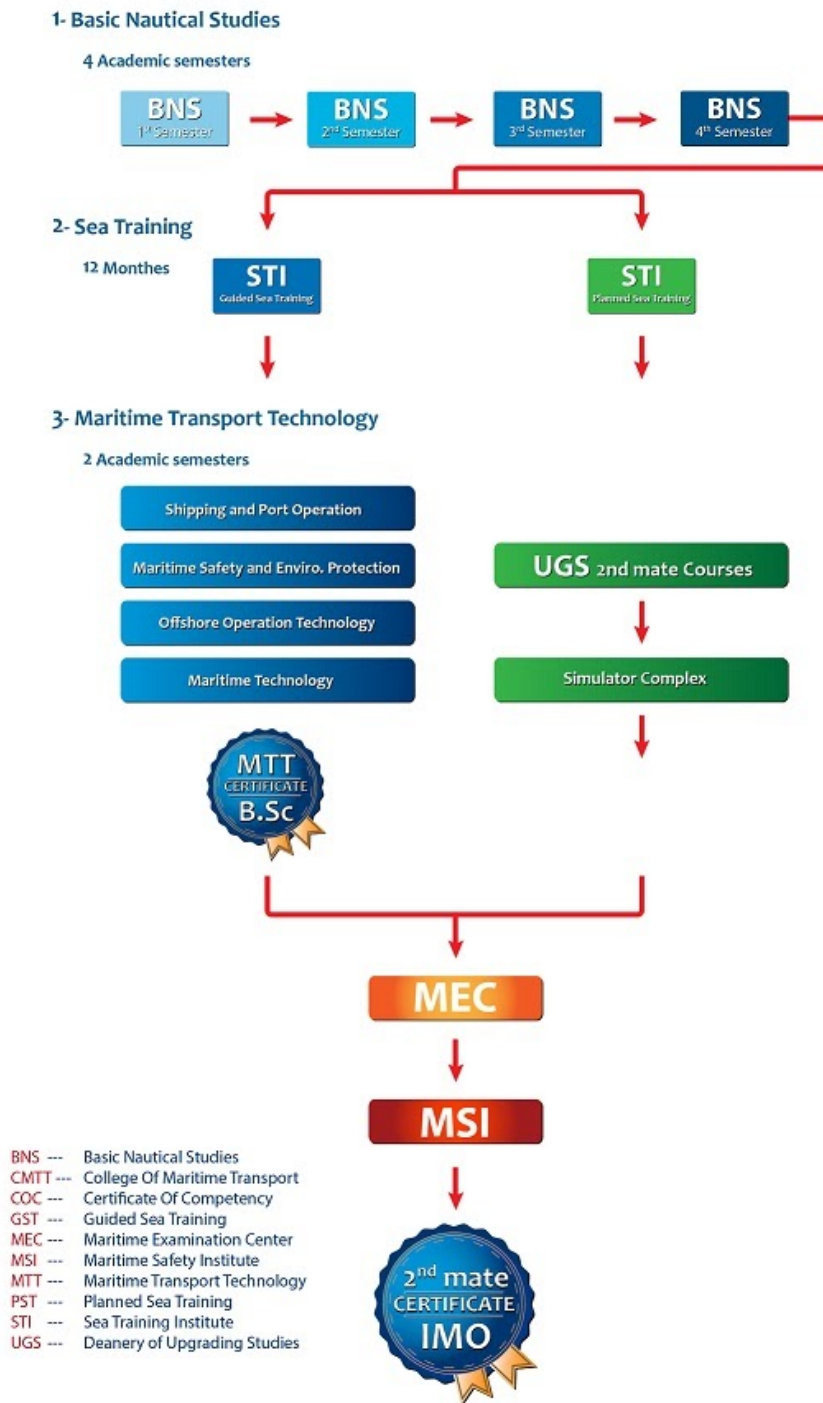 1- Basic Nautical Studies
4 Academic semesters
BNS
1st Semester
BNS
2nd Semester
BNS
3rd Semester
BNS
4th Semester
2- Sea Training
12 Monthes
STI
Guided Sea Training
STI
Planned Sea Training
3- Maritime Transport Technology
2 Academic semesters
Shipping and Port Operation
Maritime Safety and Enviro. Protection
Offshore Operation Technology
Maritime Technology
UGS 2nd mate Courses
Simulator Complex
MTT
CERTIFICATE
B.Sc
MEC
MSI
BNS --- Basic Nautical Studies
CMTT --- College Of Maritime Transport
COC --- Certificate Of Competency
GST --- Guided Sea Training
MEC --- Maritime Examination Center
MSI --- Maritime Safety Institute
MTT --- Maritime Transport Technology
PST --- Planned Sea Training
STI --- Sea Training Institute
UGS --- Deanery of Upgrading Studies
2nd mate
CERTIFICATE
IMO